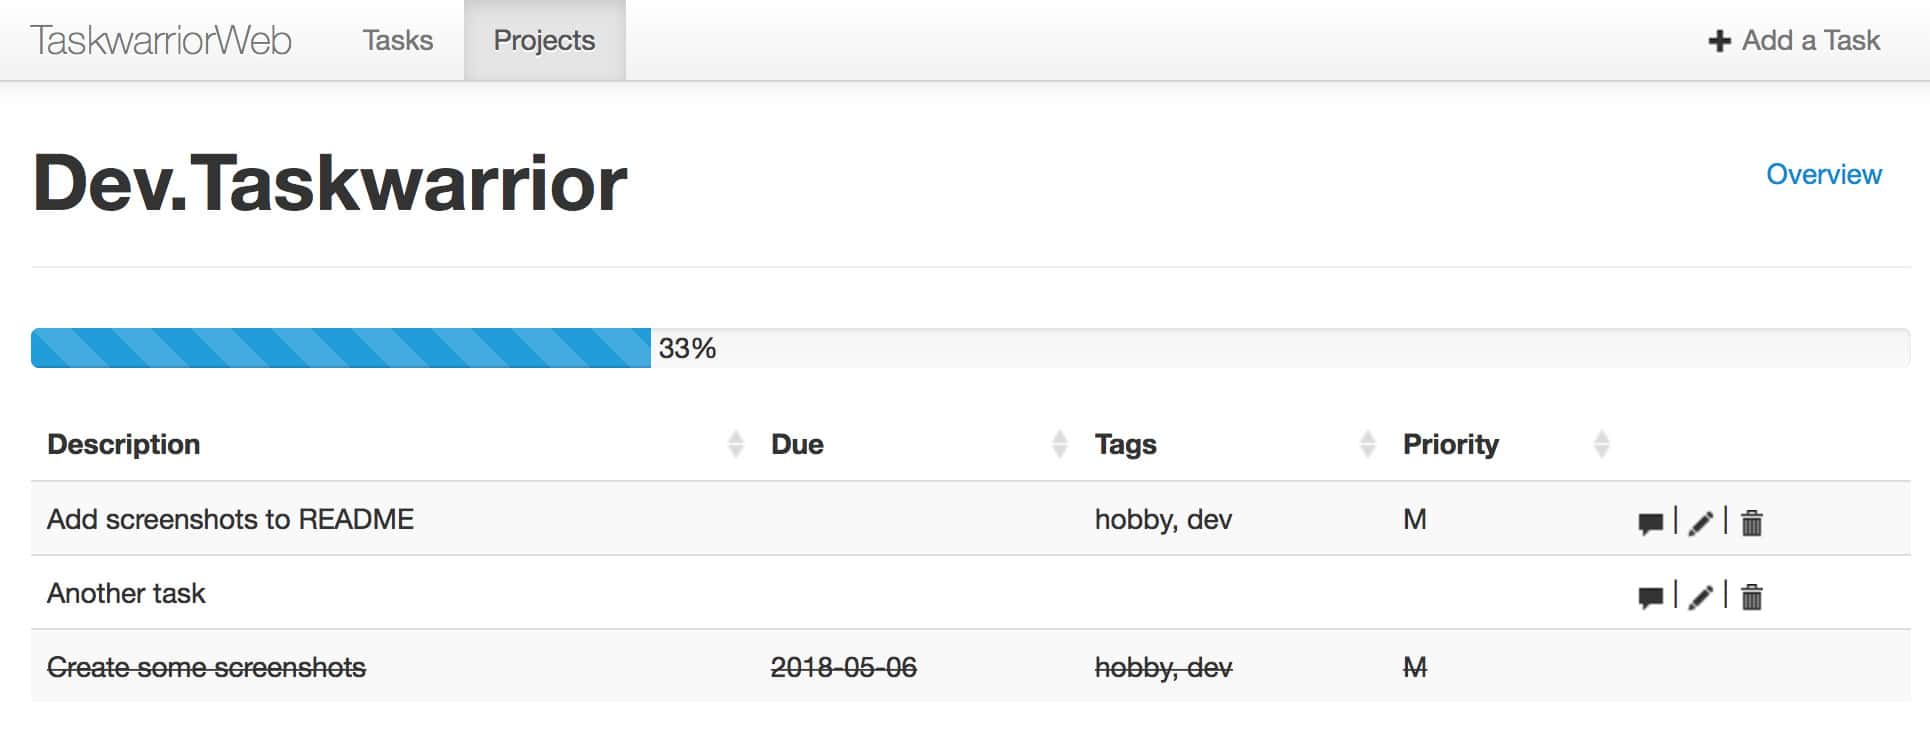 TaskwarriorWeb Tasks Projects Add a Task
Dev.Taskwarrior Overview
33%
Description Due Tags Priority
Add screenshots to README hobby, dev M
Another task
Create some screenshots 2018-05-06 hobby, dev M